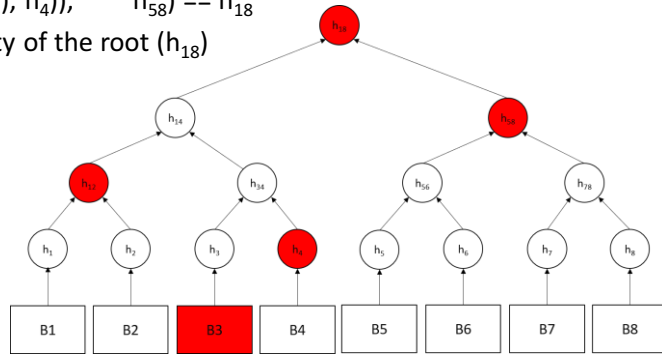 ), h₄)), h₅₈) == h₁₈
ty of the root (h₁₈)
h₁₈
h₁₄ h₅₈
h₁₂ h₃₄ h₅₆ h₇₈
h₁ h₂ h₃ h₄ h₅ h₆ h₇ h₈
B1 B2 B3 B4 B5 B6 B7 B8